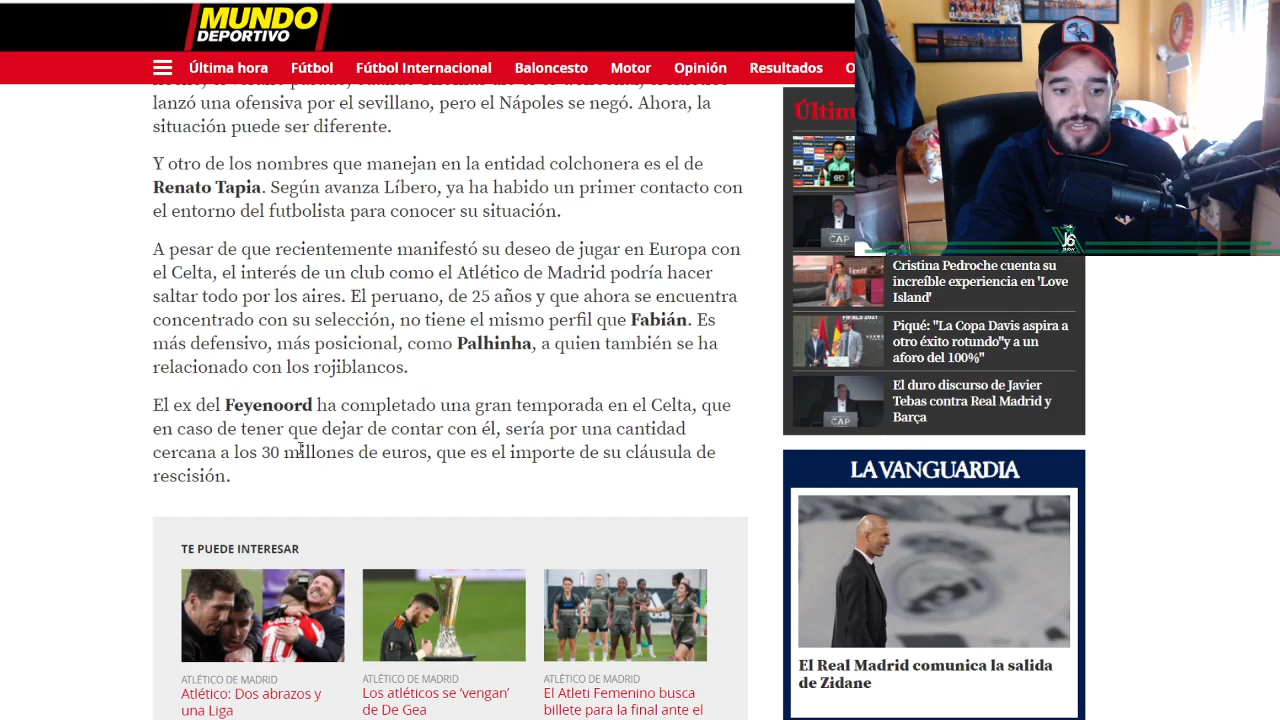 MUNDO
DEPORTIVO
Última hora
Fútbol
Fútbol Internacional
Baloncesto
Motor
Opinión
Resultados
O
lanzó una ofensiva por el sevillano, pero el Nápoles se negó. Ahora, la
situación puede ser diferente.
Y otro de los nombres que manejan en la entidad colchonera es el de
Renato Tapia. Según avanza Líbero, ya ha habido un primer contacto con
el entorno del futbolista para conocer su situación.
A pesar de que recientemente manifestó su deseo de jugar en Europa con
el Celta, el interés de un club como el Atlético de Madrid podría hacer
saltar todo por los aires. El peruano, de 25 años y que ahora se encuentra
concentrado con su selección, no tiene el mismo perfil que Fabián. Es
mas defensivo, más posicional, como Palhinha, a quien también se ha
relacionado con los rojiblancos.
El ex del Feyenoord ha completado una gran temporada en el Celta, que
en caso de tener que dejar de contar con él, sería por una cantidad
cercana a los 30 millones de euros, que es el importe de su cláusula de
rescisión.
TE PUEDE INTERESAR
ATLÉTICO DE MADRID
Atlético: Dos abrazos y
una Liga
ATLÉTICO DE MADRID
Los atléticos se ‘vengan’
de De Gea
ATLÉTICO DE MADRID
El Atleti Femenino busca
billete para la final ante el
Últim
CAP
Cristina Pedroche cuenta su
increíble experiencia en 'Love
Island'
Piqué: "La Copa Davis aspira a
otro éxito rotundo"y a un
aforo del 100%"
CAP
El duro discurso de Javier
Tebas contra Real Madrid y
Barça
LA VANGUARDIA
El Real Madrid comunica la salida
de Zidane
J6